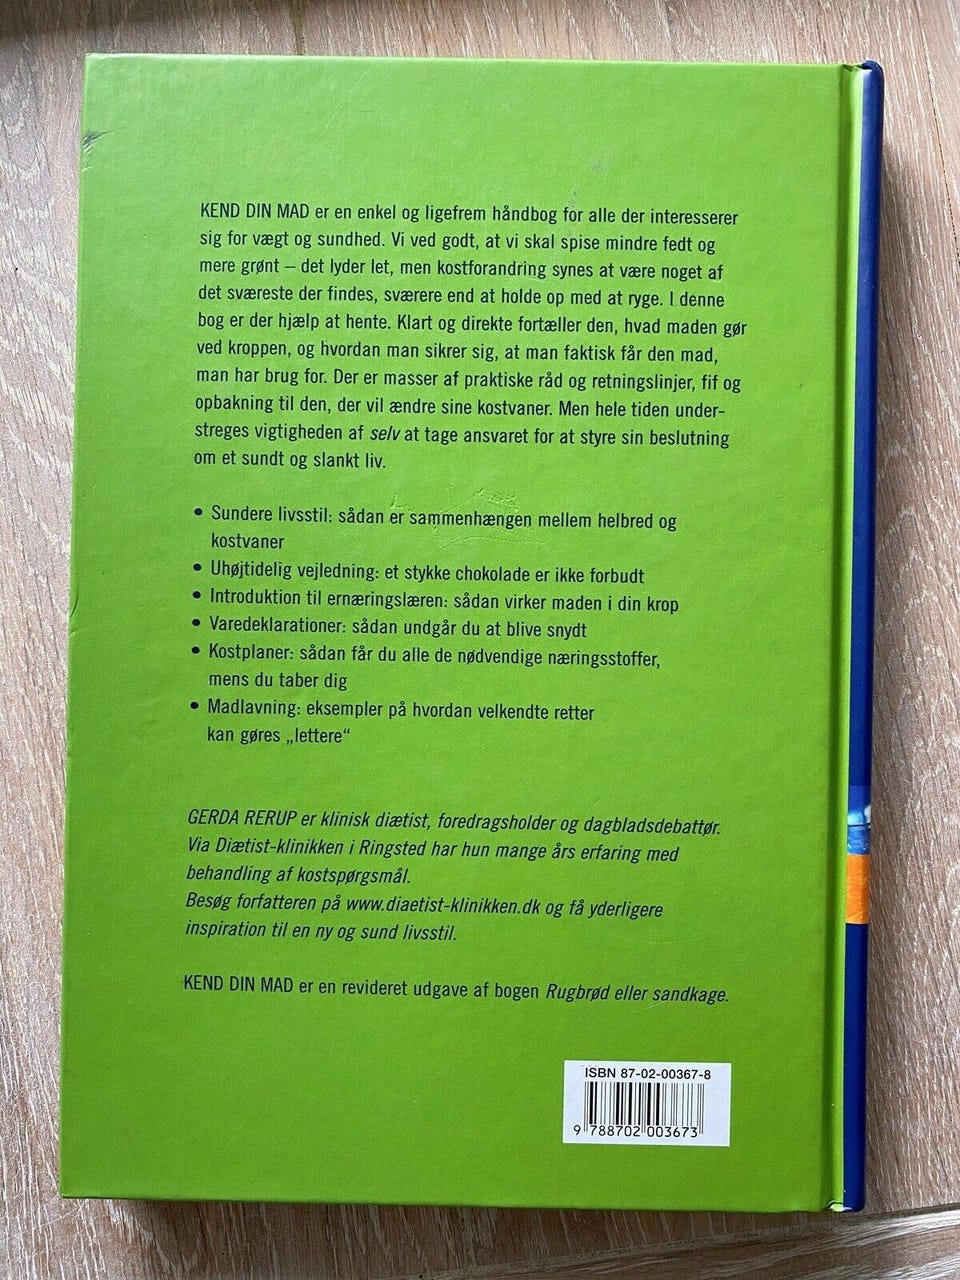 KEND DIN MAD er en enkel og ligefrem håndbog for alle der interesserer
sig for vægt og sundhed. Vi ved godt, at vi skal spise mindre fedt og
mere grønt – det lyder let, men kostforandring synes at være noget af
det sværeste der findes, sværere end at holde op med at ryge. I denne
bog er der hjælp at hente. Klart og direkte fortæller den, hvad maden gør
ved kroppen, og hvordan man sikrer sig, at man faktisk får den mad,
man har brug for. Der er masser af praktiske råd og retningslinjer, fif og
opbakning til den, der vil ændre sine kostvaner. Men hele tiden under-
streges vigtigheden af selv at tage ansvaret for at styre sin beslutning
om et sundt og slankt liv.
• Sundere livsstil: sådan er sammenhængen mellem helbred og
kostvaner
• Uhøjtidelig vejledning: et stykke chokolade er ikke forbudt
• Introduktion til ernæringslæren: sådan virker maden i din krop
• Varedeklarationer: sådan undgår du at blive snydt
• Kostplaner: sådan får du alle de nødvendige næringsstoffer,
mens du taber dig
• Madlavning: eksempler på hvordan velkendte retter
kan gøres „lettere“
GERDA RERUP er klinisk diætist, foredragsholder og dagbladsdebattør.
Via Diætist-klinikken i Ringsted har hun mange års erfaring med
behandling af kostspørgsmål.
Besøg forfatteren på www.diaetist-klinikken.dk og få yderligere
inspiration til en ny og sund livsstil.
KEND DIN MAD er en revideret udgave af bogen Rugbrød eller sandkage.
ISBN 87-02-00367-8
9 788702 003673